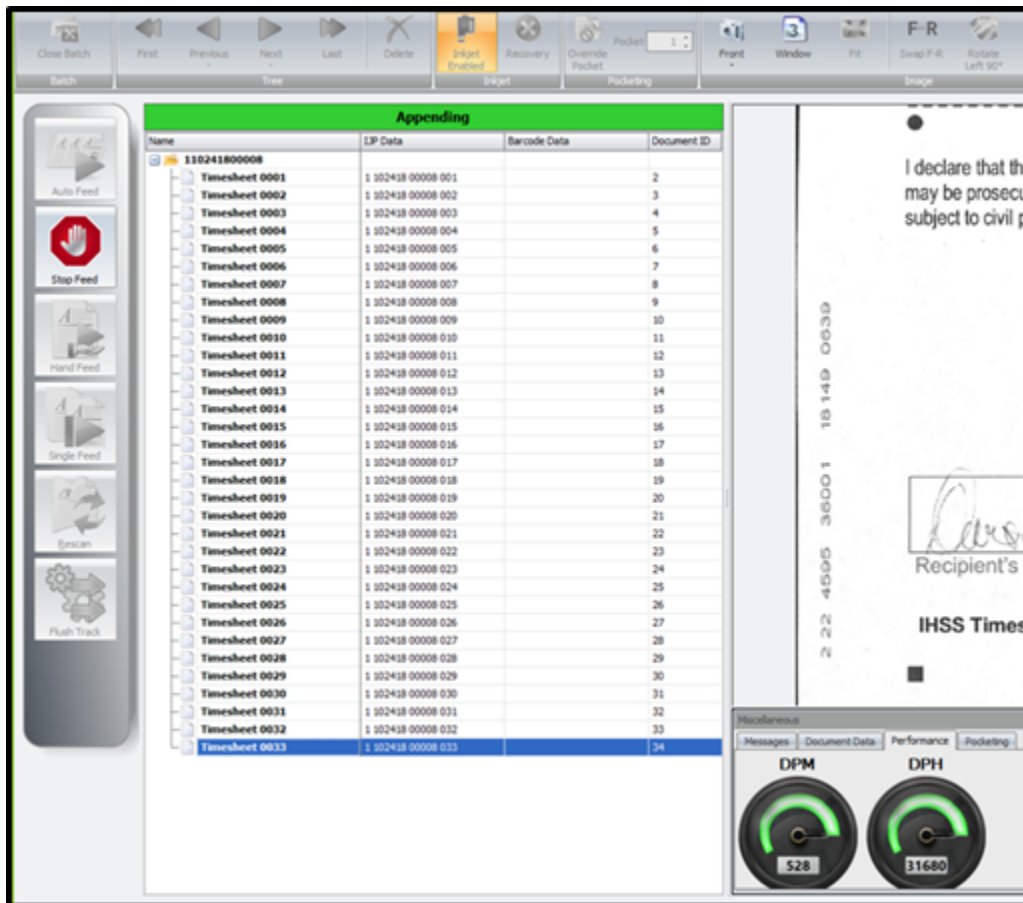 Close Batch First Previous Next Last Delete Inkjet Enabled Recovery Override Pocket Pocket 1 Front 3 Window Fit F-R Swap F-R Rotate Left 90°
Batch Tree Inkjet Pocketing Image
Auto Feed
Stop Feed
Hand Feed
Single Feed
Rescan
Flush Track
Appending
Name IJP Data Barcode Data Document ID
110241800008
Timesheet 0001 1 102418 00008 001 2
Timesheet 0002 1 102418 00008 002 3
Timesheet 0003 1 102418 00008 003 4
Timesheet 0004 1 102418 00008 004 5
Timesheet 0005 1 102418 00008 005 6
Timesheet 0006 1 102418 00008 006 7
Timesheet 0007 1 102418 00008 007 8
Timesheet 0008 1 102418 00008 008 9
Timesheet 0009 1 102418 00008 009 10
Timesheet 0010 1 102418 00008 010 11
Timesheet 0011 1 102418 00008 011 12
Timesheet 0012 1 102418 00008 012 13
Timesheet 0013 1 102418 00008 013 14
Timesheet 0014 1 102418 00008 014 15
Timesheet 0015 1 102418 00008 015 16
Timesheet 0016 1 102418 00008 016 17
Timesheet 0017 1 102418 00008 017 18
Timesheet 0018 1 102418 00008 018 19
Timesheet 0019 1 102418 00008 019 20
Timesheet 0020 1 102418 00008 020 21
Timesheet 0021 1 102418 00008 021 22
Timesheet 0022 1 102418 00008 022 23
Timesheet 0023 1 102418 00008 023 24
Timesheet 0024 1 102418 00008 024 25
Timesheet 0025 1 102418 00008 025 26
Timesheet 0026 1 102418 00008 026 27
Timesheet 0027 1 102418 00008 027 28
Timesheet 0028 1 102418 00008 028 29
Timesheet 0029 1 102418 00008 029 30
Timesheet 0030 1 102418 00008 030 31
Timesheet 0031 1 102418 00008 031 32
Timesheet 0032 1 102418 00008 032 33
Timesheet 0033 1 102418 00008 033 34
I declare that th
may be prosecu
subject to civil p
2 22 4595 36001 18149 0639
Recipient's
IHSS Times
Miscellaneous
Messages Document Data Performance Pocketing
DPM DPH
528 31680